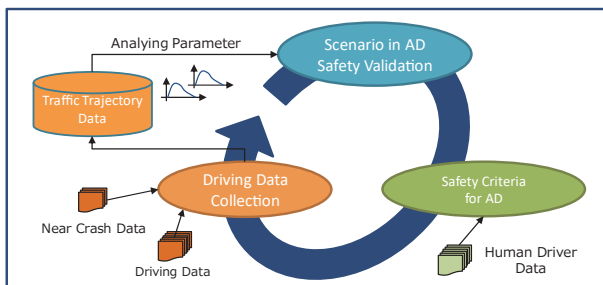 Analying Parameter
Scenario in AD
Safety Validation
Traffic Trajectory
Data
Driving Data
Collection
Safety Criteria
for AD
Near Crash Data
Driving Data
Human Driver
Data